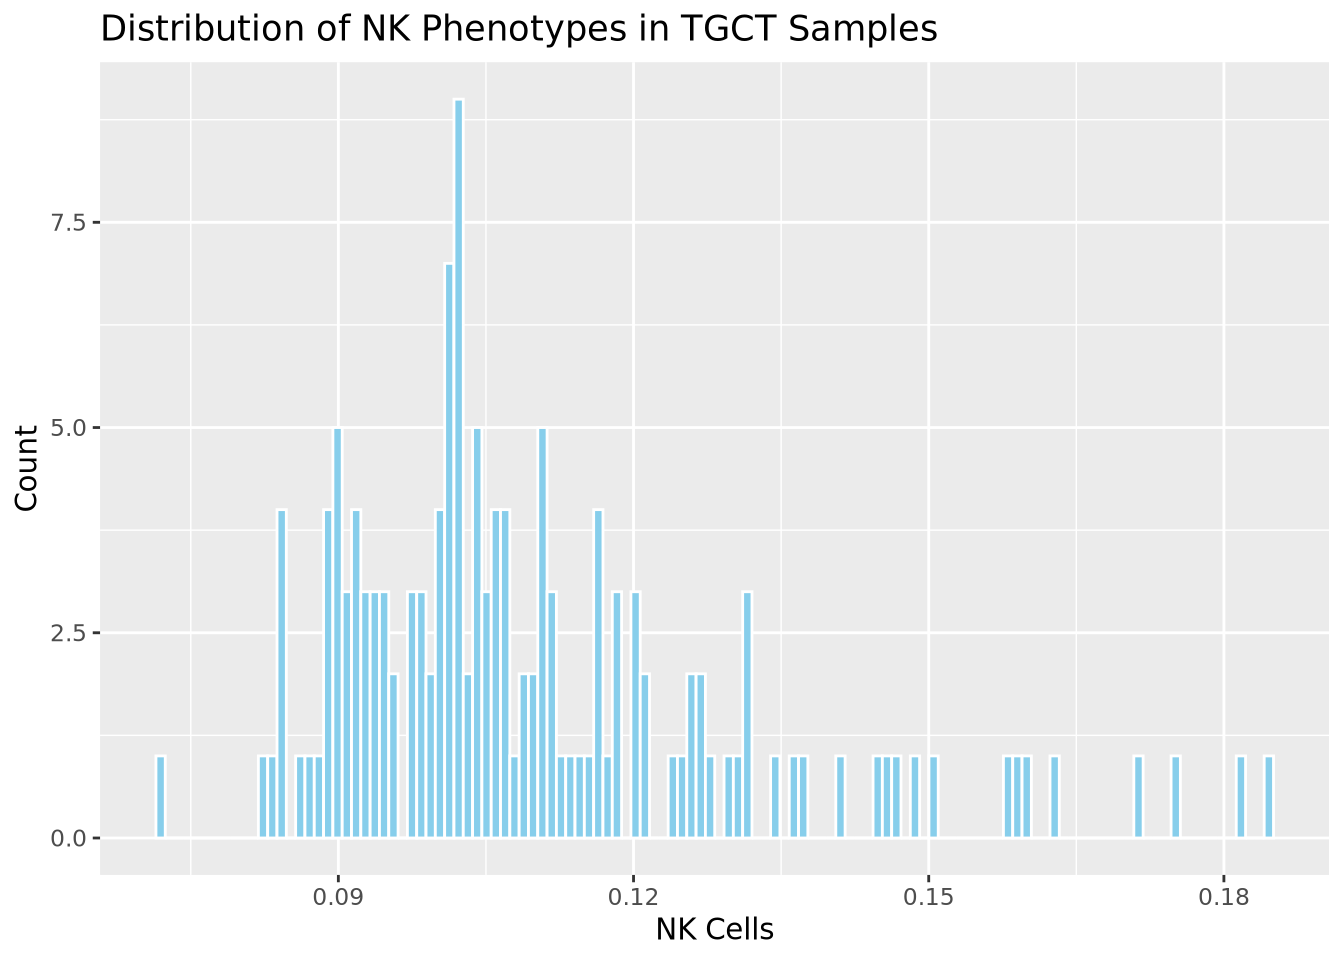 Distribution of NK Phenotypes in TGCT Samples
Count
7.5
5.0
2.5
0.0
0.09 0.12 0.15 0.18
NK Cells